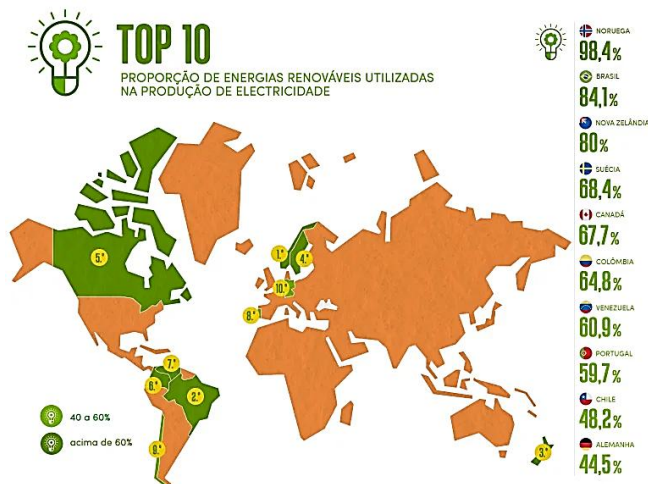 TOP 10
PROPORÇÃO DE ENERGIAS RENOVÁVEIS UTILIZADAS
NA PRODUÇÃO DE ELECTRICIDADE
NORUEGA
98,4%
BRASIL
84,1%
NOVA ZELÂNDIA
80%
SUÉCIA
68,4%
CANADÁ
67,7%
COLÔMBIA
64,8%
VENEZUELA
60,9%
PORTUGAL
59,7%
CHILE
48,2%
ALEMANHA
44,5%
5.º
1.º
4.º
10.º
8.º
7.º
6.º
2.º
9.º
3.º
40 a 60%
acima de 60%